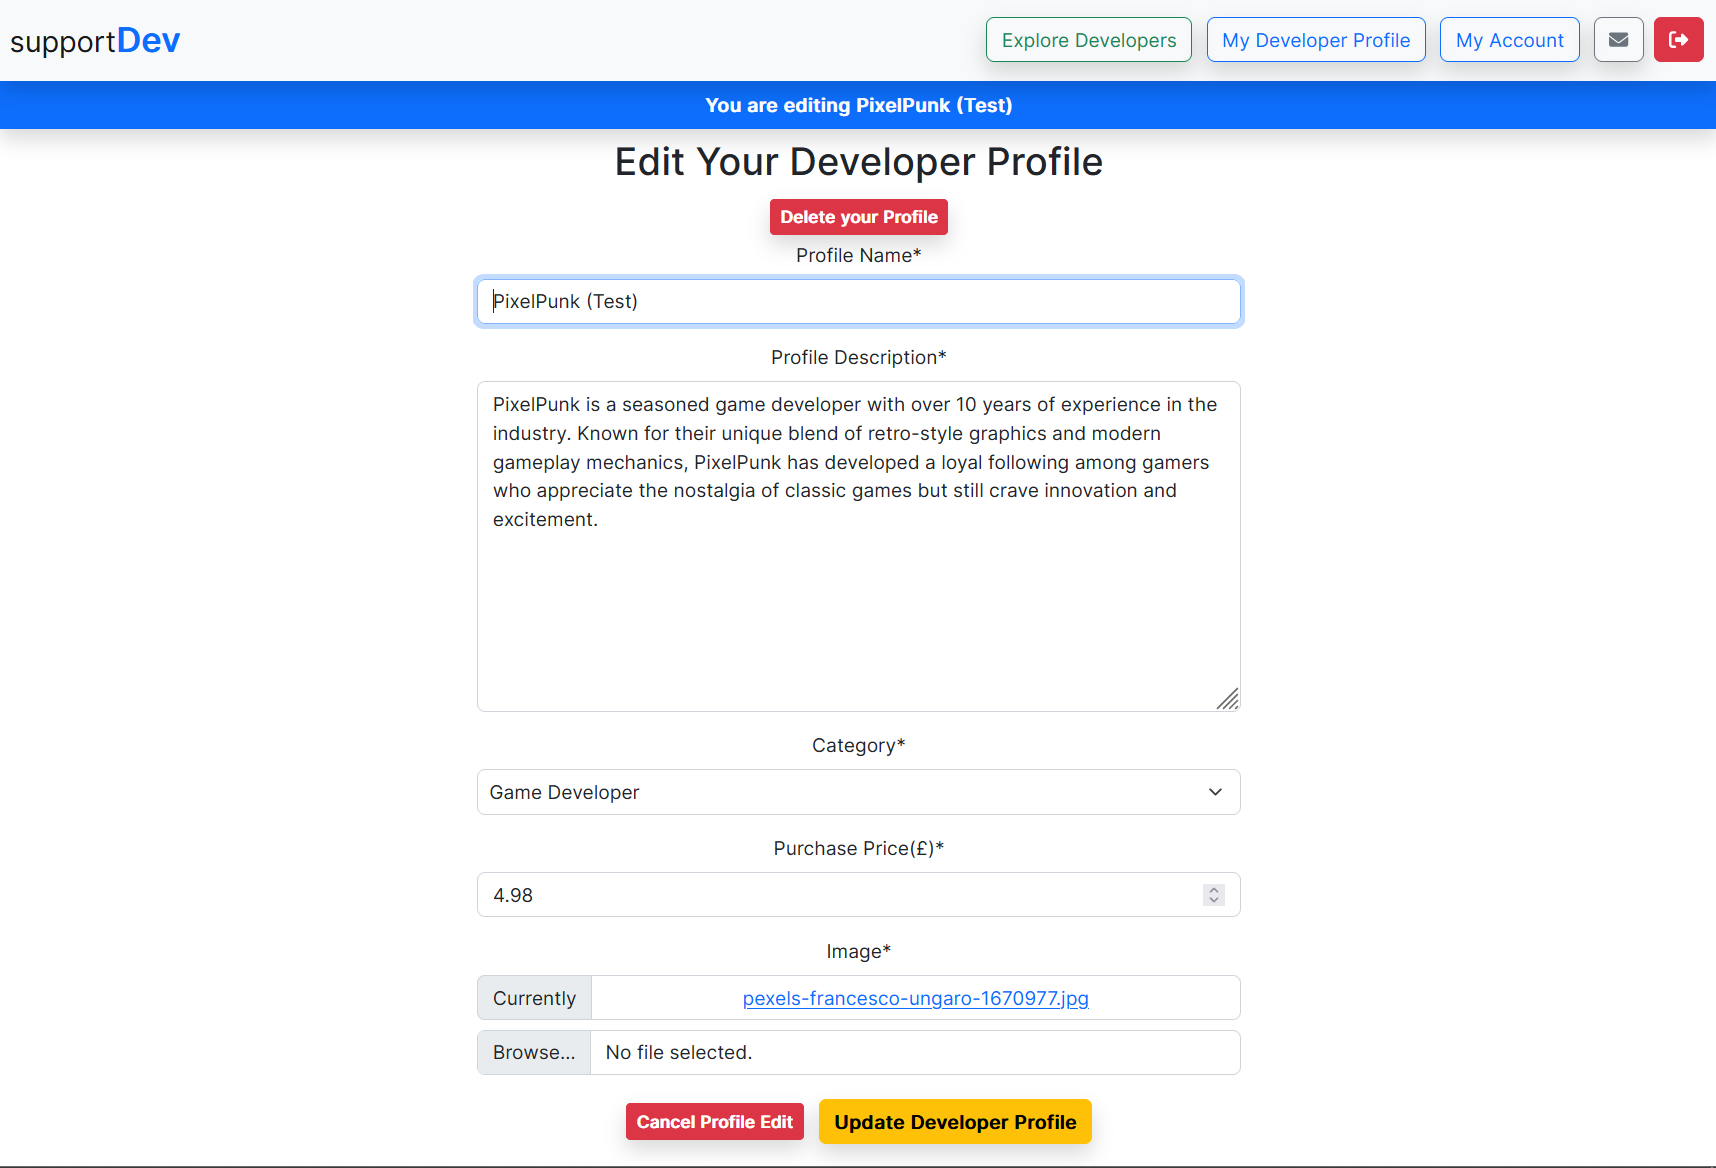 supportDev
Explore Developers
My Developer Profile
My Account
You are editing PixelPunk (Test)
Edit Your Developer Profile
Delete your Profile
Profile Name*
PixelPunk (Test)
Profile Description*
PixelPunk is a seasoned game developer with over 10 years of experience in the
industry. Known for their unique blend of retro-style graphics and modern
gameplay mechanics, PixelPunk has developed a loyal following among gamers
who appreciate the nostalgia of classic games but still crave innovation and
excitement.
Category*
Game Developer
Purchase Price(£)*
4.98
Image*
Currently
pexels-francesco-ungaro-1670977.jpg
Browse...
No file selected.
Cancel Profile Edit
Update Developer Profile